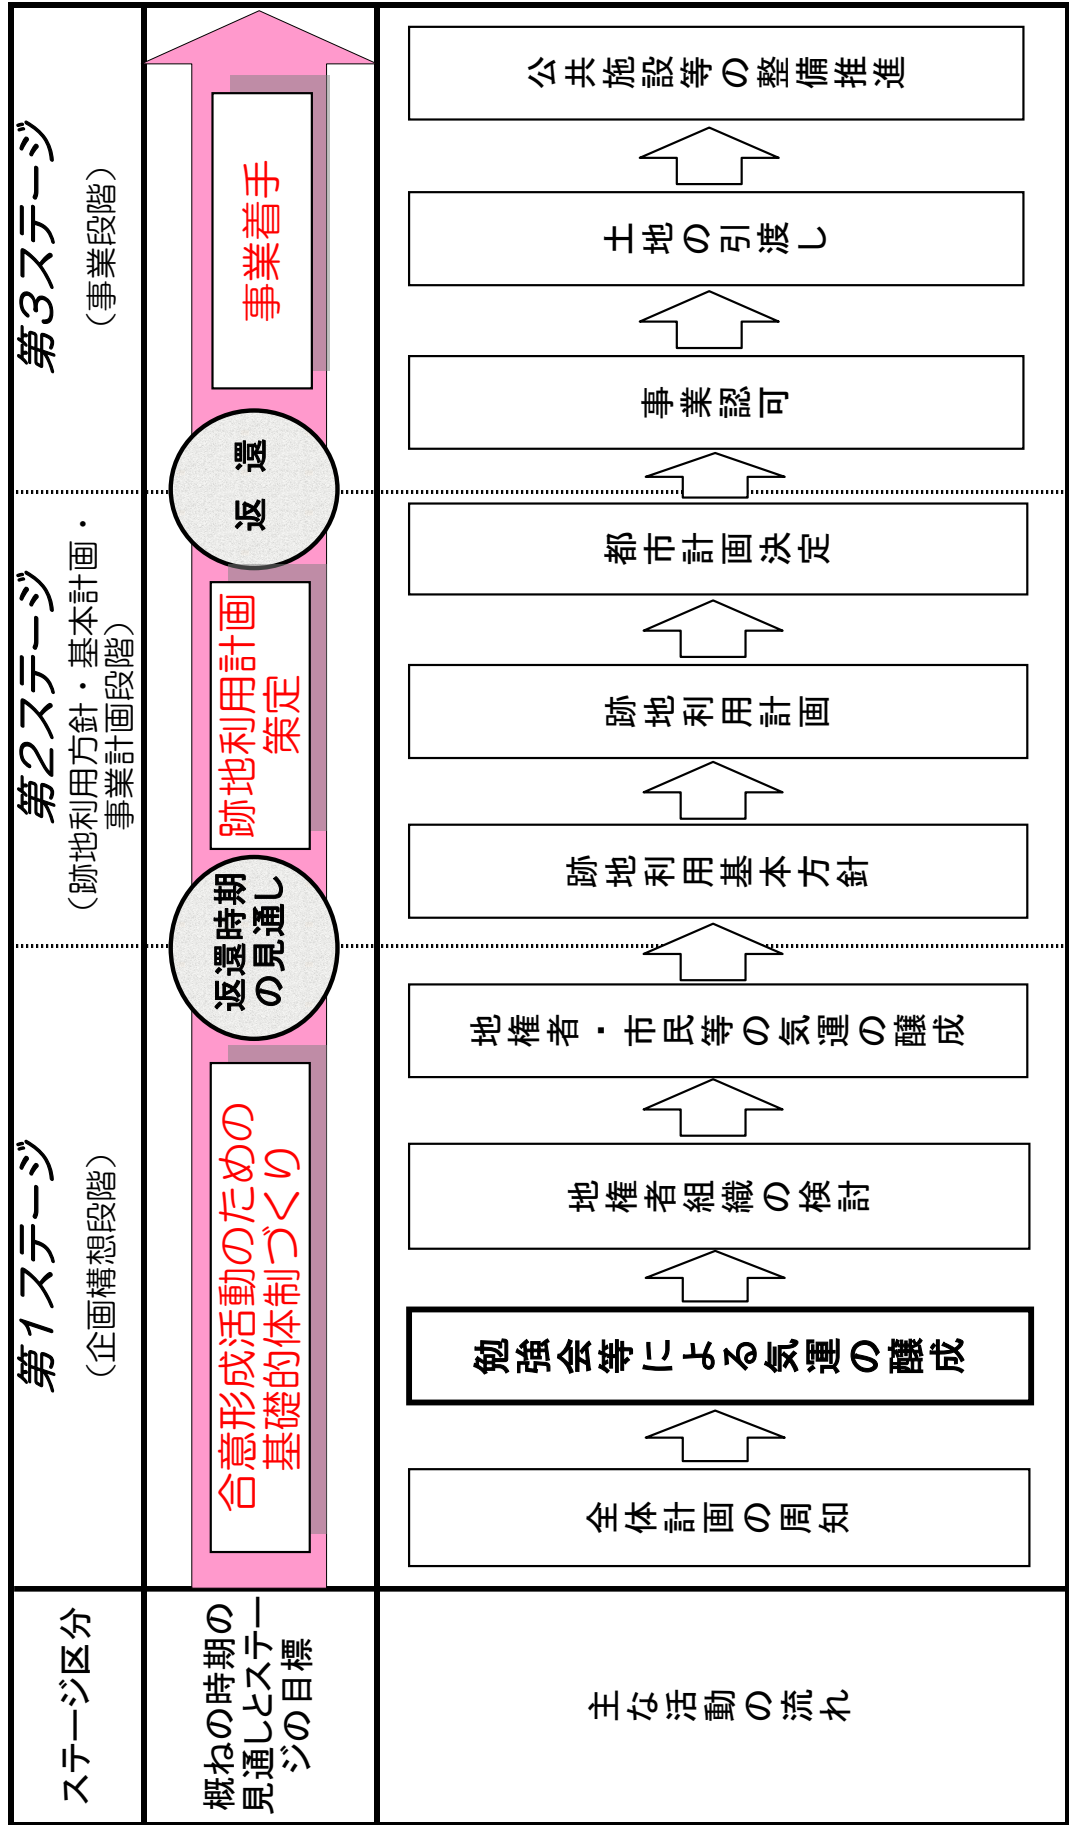 ステージ区分
第1ステージ
（企画構想段階）
第2ステージ
（跡地利用方針・基本計画・
事業計画段階）
第3ステージ
（事業段階）
概ねの時期の
見通しとステー
ジの目標
合意形成活動のための
基礎的体制づくり
返還時期
の見通し
跡地利用計画
策定
返　還
事業着手
主な活動の流れ
全体計画の周知
勉強会等による気運の醸成
地権者組織の検討
地権者・市民等の気運の醸成
跡地利用基本方針
跡地利用計画
都市計画決定
事業認可
土地の引渡し
公共施設等の整備推進